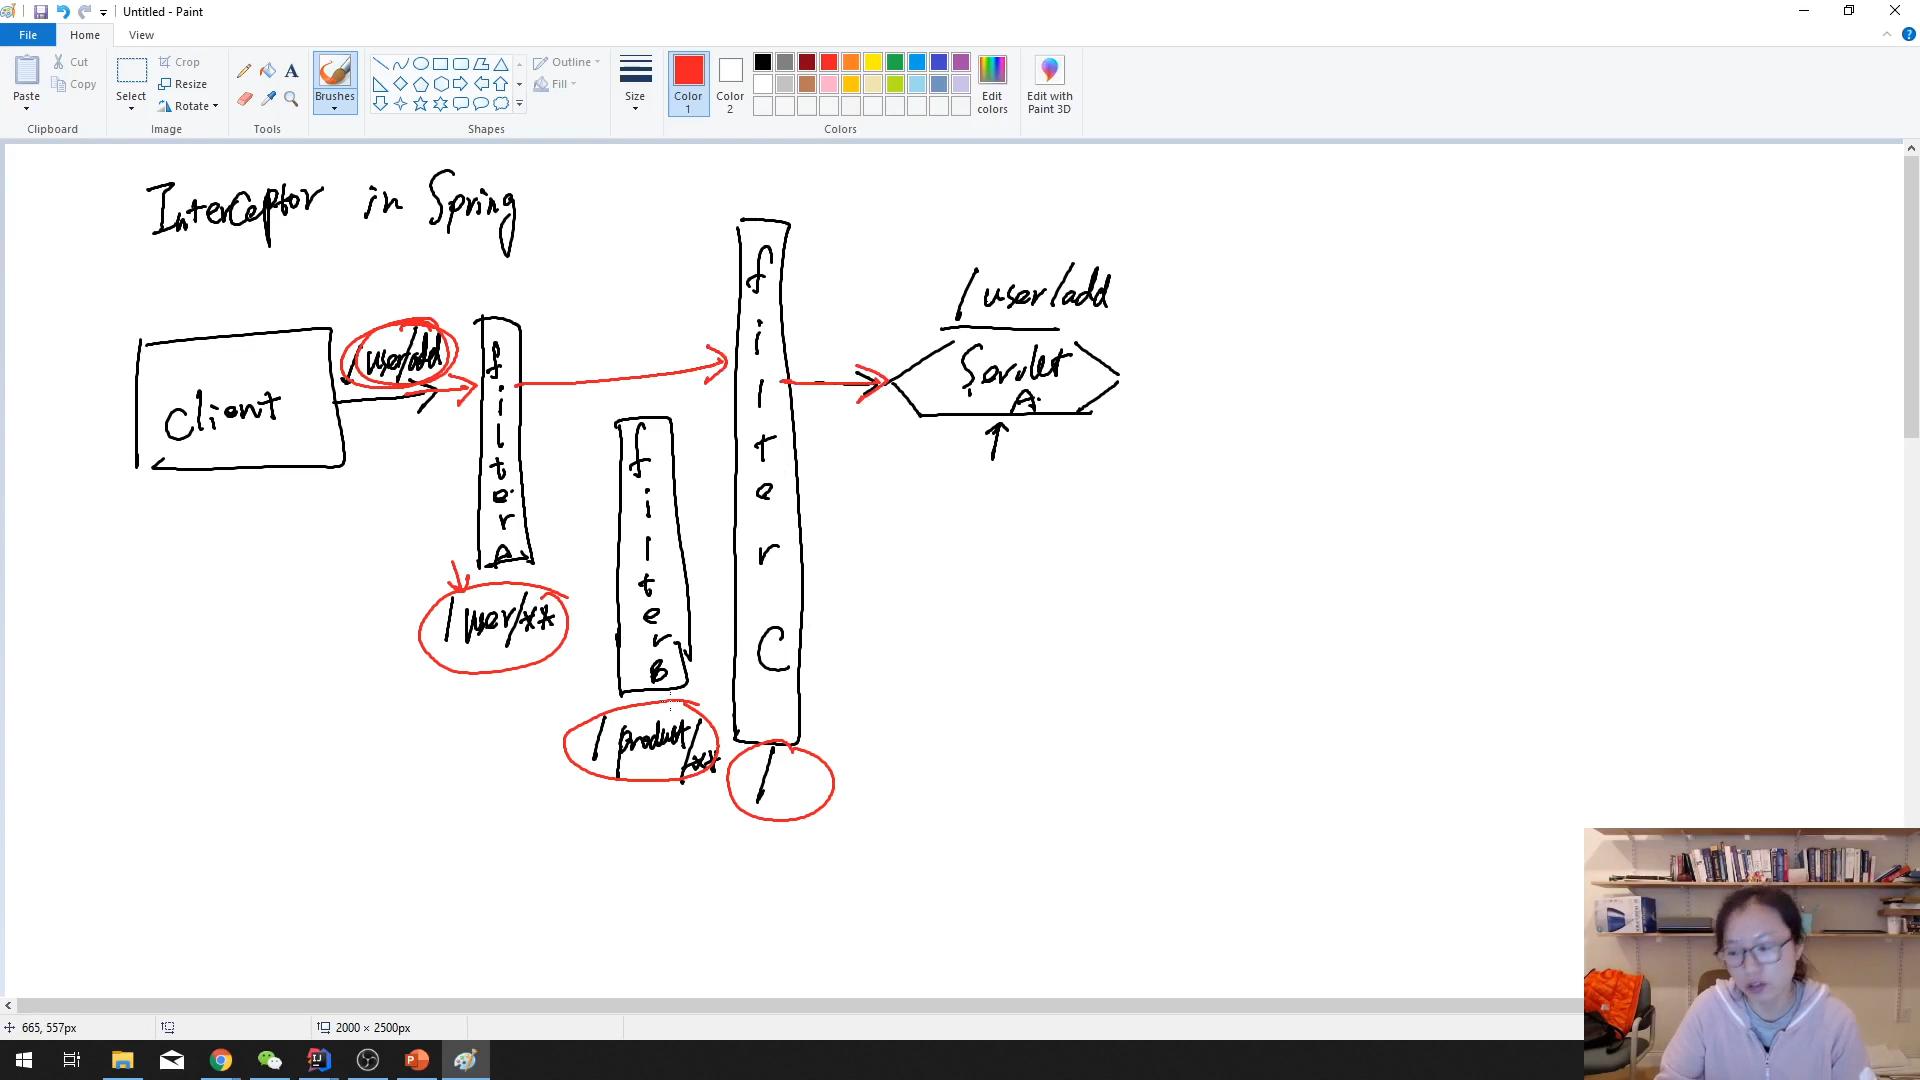 Untitled - Paint
File
Home
View
Paste
Cut
Copy
Clipboard
Select
Crop
Resize
Rotate
Image
Tools
Brushes
Shapes
Outline
Fill
Size
Color 1
Color 2
Colors
Edit colors
Edit with Paint 3D
Interceptor in Spring
Client
/user/add
filter A
/user/**
filter B
/product/**
filter C
/
/user/add
Servlet A
665, 557px
2000 × 2500px